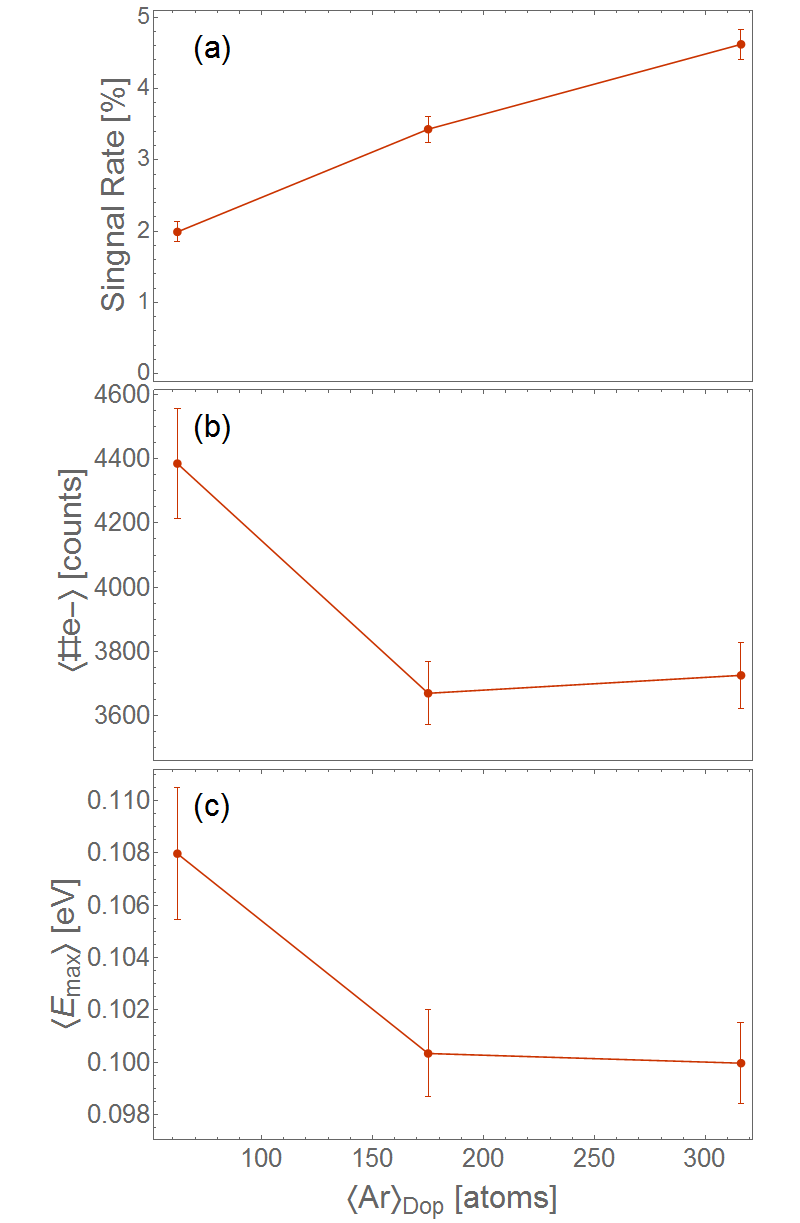 (a)
Singnal Rate [%]
5
4
3
2
1
0
(b)
⟨#e−⟩ [counts]
4600
4400
4200
4000
3800
3600
(c)
⟨Emax⟩ [eV]
0.110
0.108
0.106
0.104
0.102
0.100
0.098
100 150 200 250 300
⟨Ar⟩Dop [atoms]